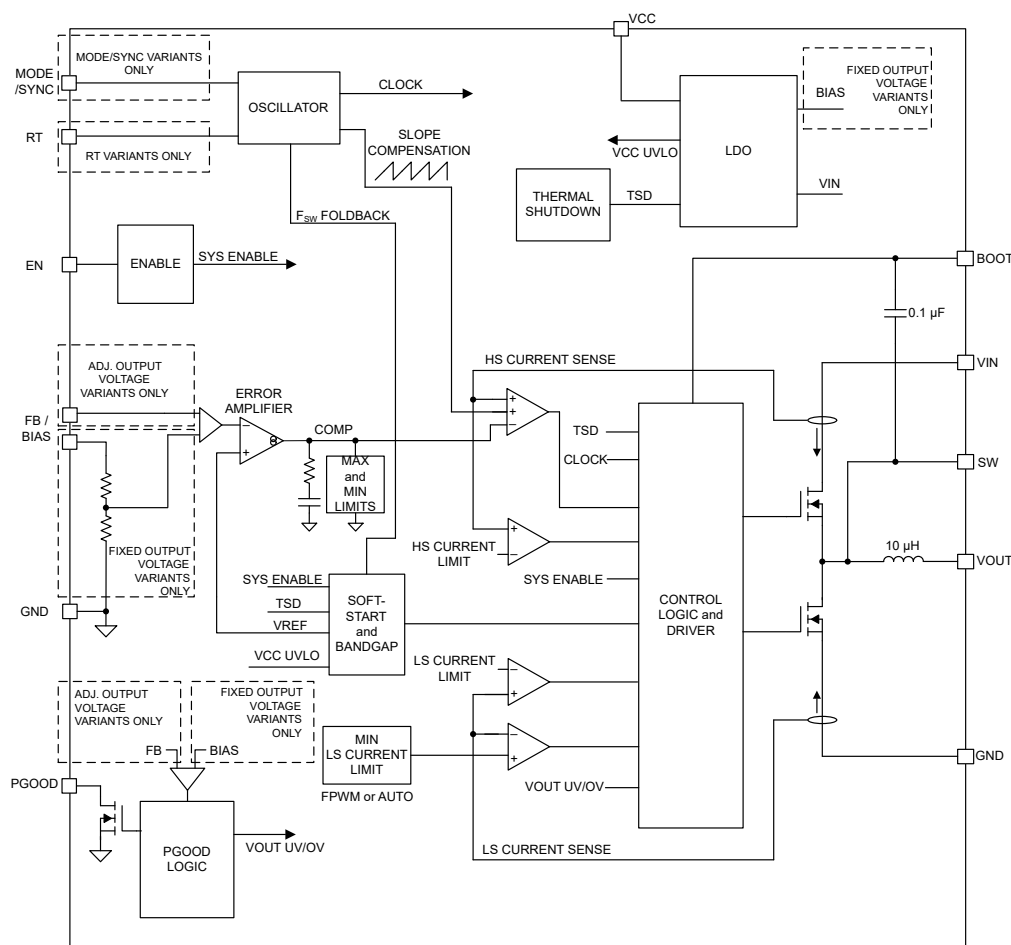 VCC
MODE/SYNC VARIANTS
ONLY
MODE
/SYNC
OSCILLATOR
CLOCK
FIXED OUTPUT
VOLTAGE
VARIANTS
ONLY
BIAS
RT
RT VARIANTS ONLY
SLOPE
COMPENSATION
VCC UVLO
LDO
THERMAL
SHUTDOWN
TSD
VIN
FSW FOLDBACK
EN
ENABLE
SYS ENABLE
BOOT
0.1 µF
ADJ. OUTPUT
VOLTAGE
VARIANTS ONLY
HS CURRENT SENSE
VIN
ERROR
AMPLIFIER
FB /
BIAS
COMP
TSD
CLOCK
SW
MAX
and
MIN
LIMITS
FIXED OUTPUT
VOLTAGE
VARIANTS
ONLY
HS CURRENT
LIMIT
10 µH
VOUT
SYS ENABLE
SYS ENABLE
TSD
VREF
VCC UVLO
SOFT-
START
and
BANDGAP
CONTROL
LOGIC and
DRIVER
GND
LS CURRENT
LIMIT
ADJ. OUTPUT
VOLTAGE
VARIANTS ONLY
FIXED OUTPUT
VOLTAGE
VARIANTS
ONLY
FB
BIAS
MIN
LS CURRENT
LIMIT
FPWM or AUTO
GND
PGOOD
VOUT UV/OV
PGOOD
LOGIC
VOUT UV/OV
LS CURRENT SENSE